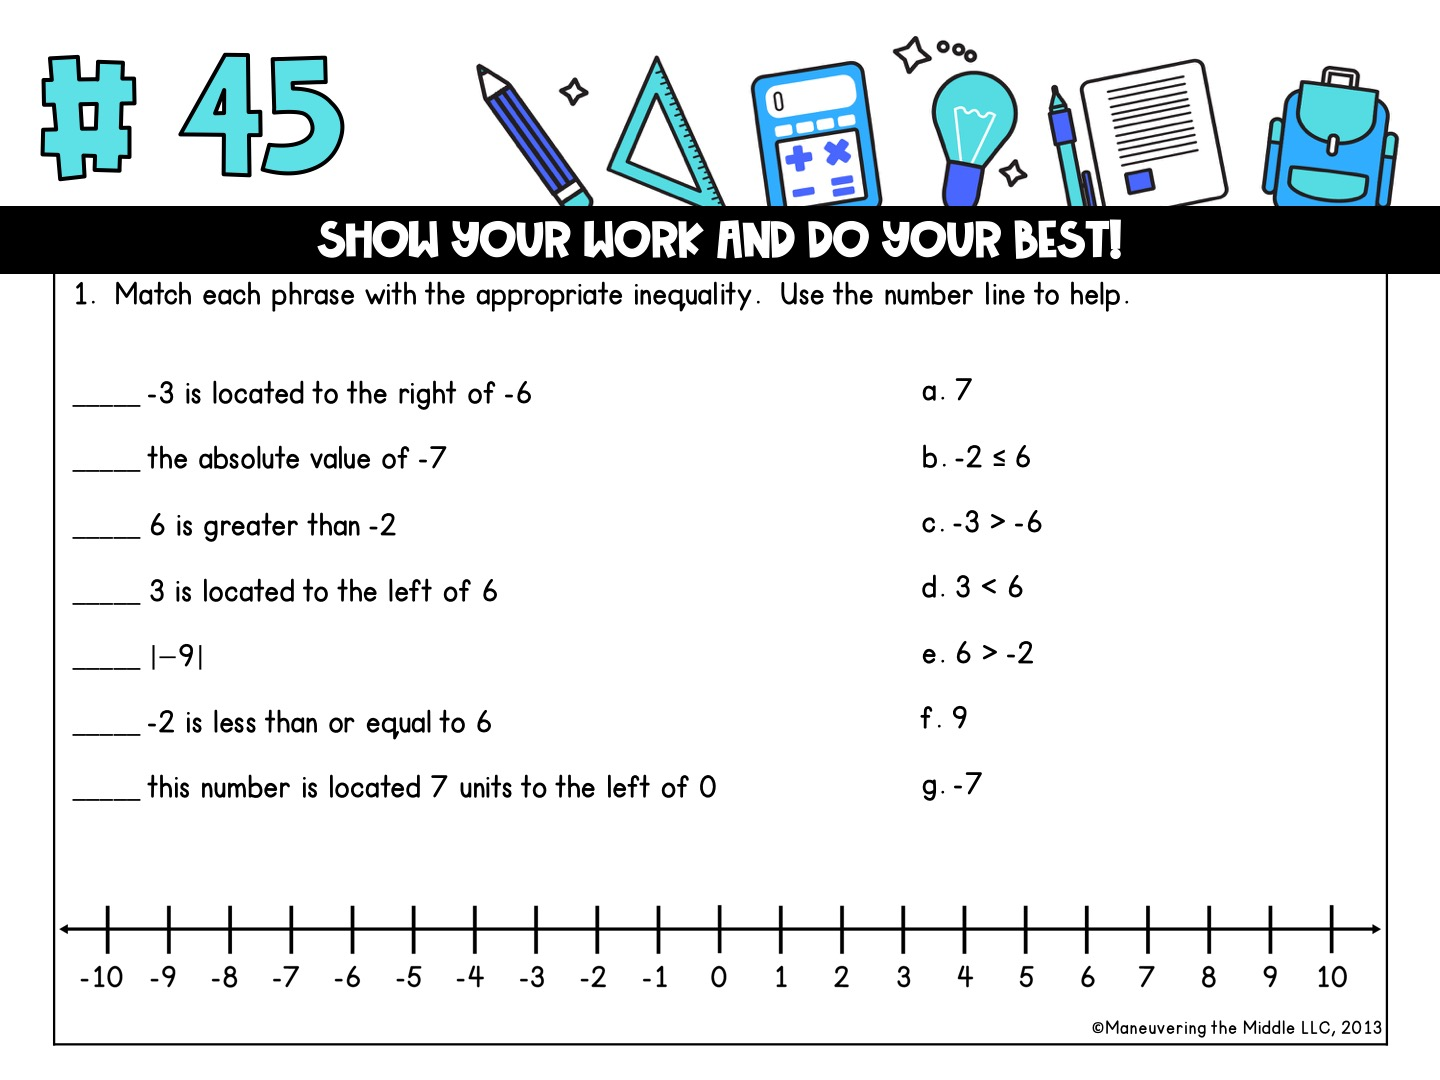 # 45
0
SHOW YOUR WORK AND DO YOUR BEST!
1. Match each phrase with the appropriate inequality. Use the number line to help.
_____ -3 is located to the right of -6
a. 7
_____ the absolute value of -7
b. -2 ≤ 6
_____ 6 is greater than -2
c. -3 > -6
_____ 3 is located to the left of 6
d. 3 < 6
_____ |−9|
e. 6 > -2
_____ -2 is less than or equal to 6
f. 9
_____ this number is located 7 units to the left of 0
g. -7
-10 -9 -8 -7 -6 -5 -4 -3 -2 -1 0 1 2 3 4 5 6 7 8 9 10
©Maneuvering the Middle LLC, 2013